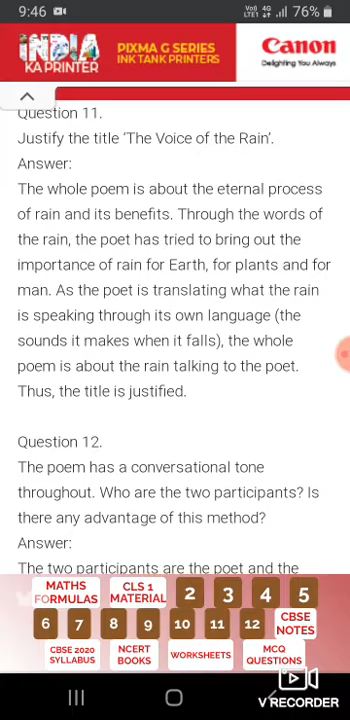 9:46
Vo9 4G
LTE1
76%
INDIA
KA PRINTER
PIXMA G SERIES
INK TANK PRINTERS
Canon
Delighting You Always
Question 11.
Justify the title ‘The Voice of the Rain’.
Answer:
The whole poem is about the eternal process
of rain and its benefits. Through the words of
the rain, the poet has tried to bring out the
importance of rain for Earth, for plants and for
man. As the poet is translating what the rain
is speaking through its own language (the
sounds it makes when it falls), the whole
poem is about the rain talking to the poet.
Thus, the title is justified.
Question 12.
The poem has a conversational tone
throughout. Who are the two participants? Is
there any advantage of this method?
Answer:
The two participants are the poet and the
MATHS FORMULAS
CLS 1 MATERIAL
2 3 4 5
6 7 8 9 10 11 12
CBSE NOTES
CBSE 2020 SYLLABUS
NCERT BOOKS
WORKSHEETS
MCQ QUESTIONS
V RECORDER